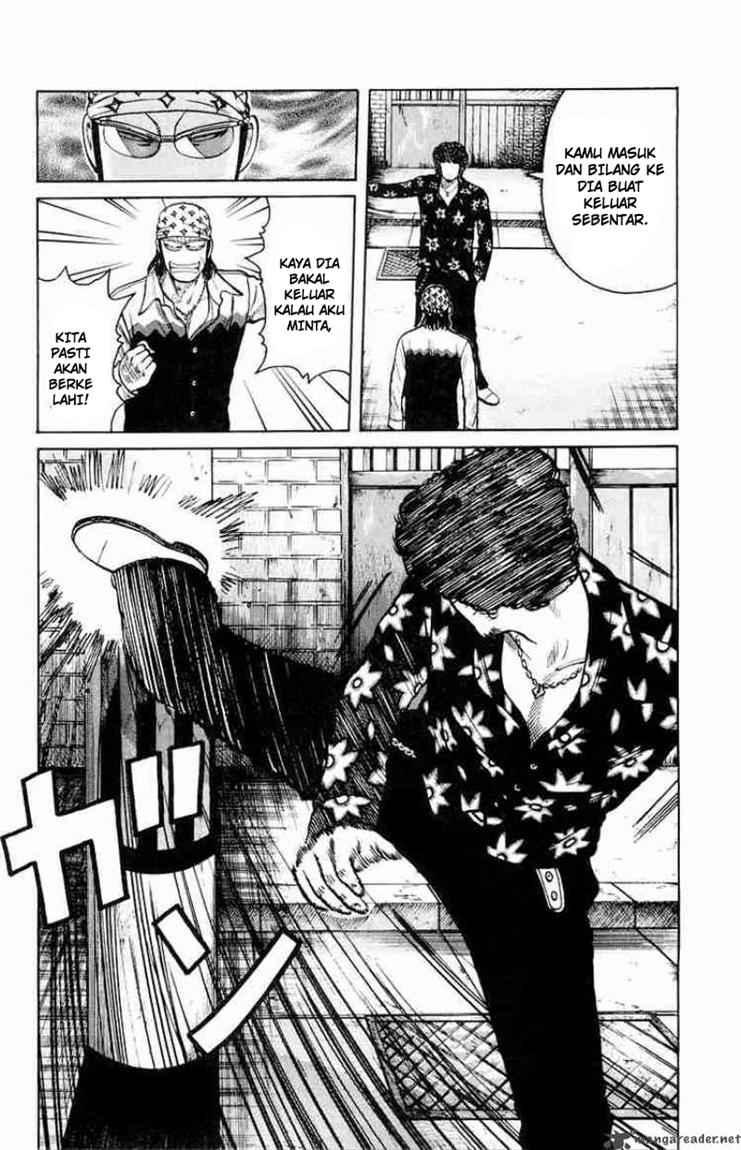 KAMU MASUK
DAN BILANG KE
DIA BUAT
KELUAR
SEBENTAR.
KAYA DIA
BAKAL
KELUAR
KALAU AKU
MINTA,
KITA
PASTI
AKAN
BERKE
LAHI!
ガンッ
mangareader.net